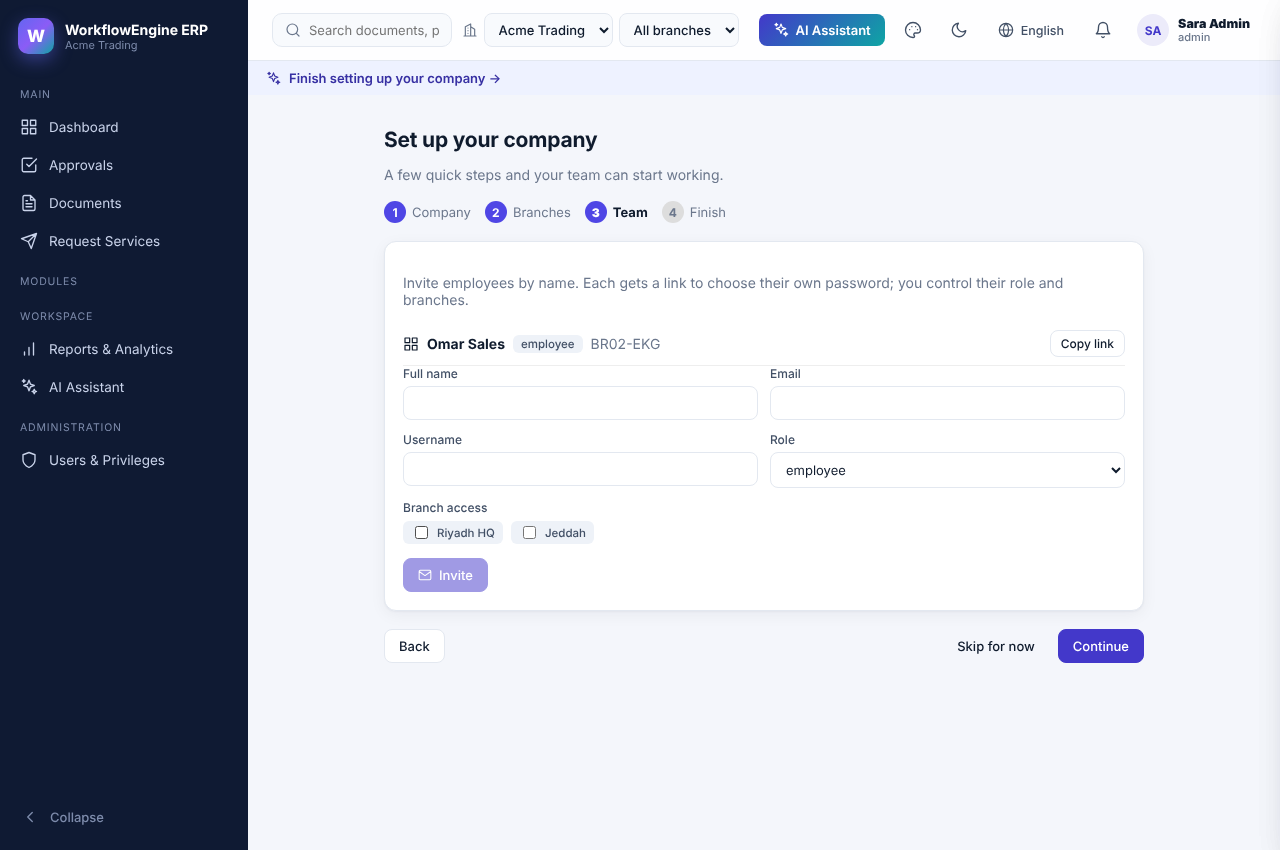 W
WorkflowEngine ERP
Acme Trading
MAIN
Dashboard
Approvals
Documents
Request Services
MODULES
WORKSPACE
Reports & Analytics
AI Assistant
ADMINISTRATION
Users & Privileges
Collapse
Search documents, p
Acme Trading
All branches
AI Assistant
English
SA
Sara Admin
admin
Finish setting up your company →
Set up your company
A few quick steps and your team can start working.
1 Company 2 Branches 3 Team 4 Finish
Invite employees by name. Each gets a link to choose their own password; you control their role and
branches.
Omar Sales employee BR02-EKG Copy link
Full name Email
Username Role
employee
Branch access
Riyadh HQ Jeddah
Invite
Back Skip for now Continue